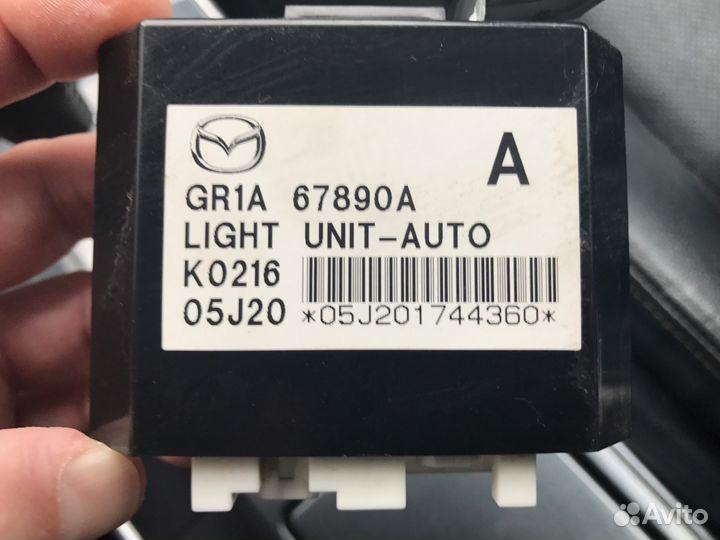 A
GR1A 67890A
LIGHT UNIT-AUTO
K0216
05J20 *05J201744360*
Avito